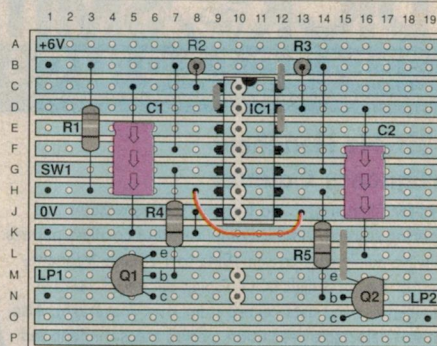 1 2 3 4 5 6 7 8 9 10 11 12 13 14 15 16 17 18 19
A +6V R2 R3
B
C C1
D IC1
E R1 C2
F
G SW1
H
J 0V R4
K
L e R5
M LP1 Q1 b e
N c b Q2 LP2
O c
P